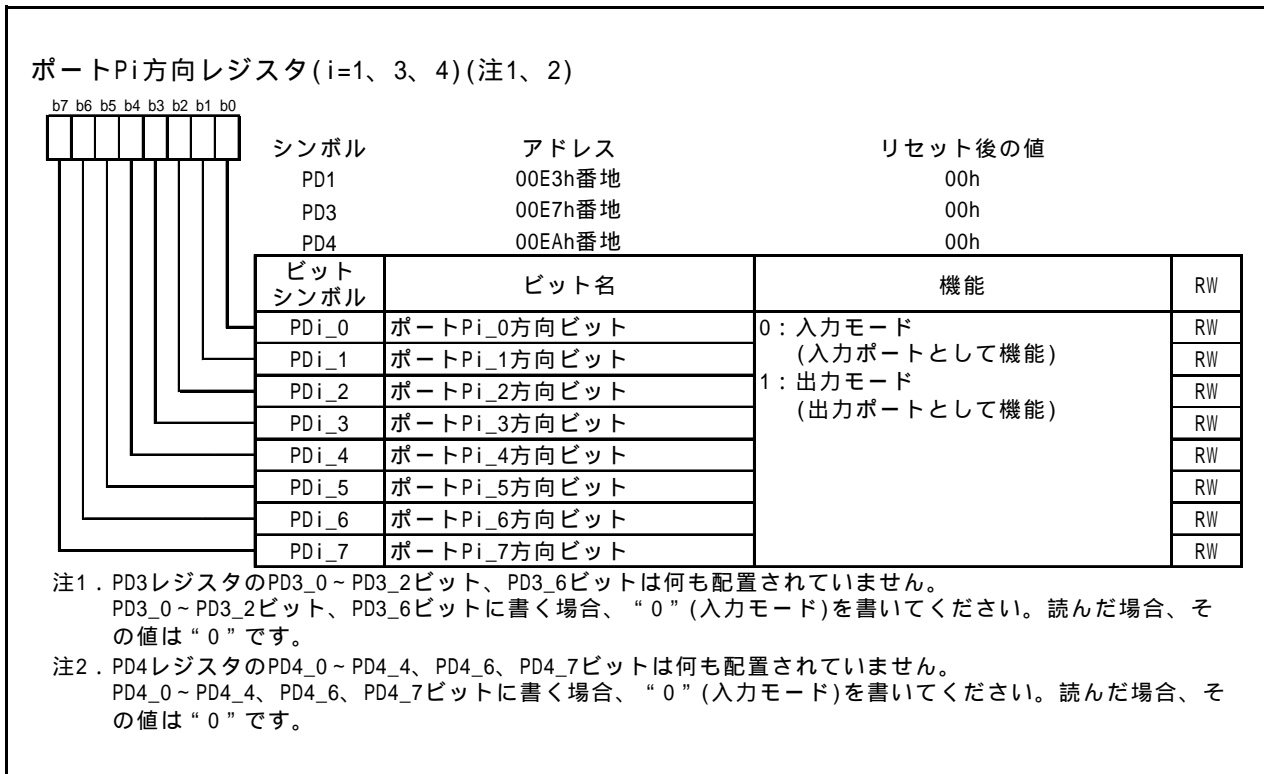 ポートPi方向レジスタ(i=1、3、4)(注1、2)
b7 b6 b5 b4 b3 b2 b1 b0
シンボル アドレス リセット後の値
PD1 00E3h番地 00h
PD3 00E7h番地 00h
PD4 00EAh番地 00h
ビットシンボル ビット名 機能 RW
PDi_0 ポートPi_0方向ビット 0：入力モード RW
PDi_1 ポートPi_1方向ビット (入力ポートとして機能) RW
PDi_2 ポートPi_2方向ビット 1：出力モード RW
PDi_3 ポートPi_3方向ビット (出力ポートとして機能) RW
PDi_4 ポートPi_4方向ビット RW
PDi_5 ポートPi_5方向ビット RW
PDi_6 ポートPi_6方向ビット RW
PDi_7 ポートPi_7方向ビット RW
注1．PD3レジスタのPD3_0~PD3_2ビット、PD3_6ビットは何も配置されていません。
PD3_0~PD3_2ビット、PD3_6ビットに書く場合、“0”(入力モード)を書いてください。読んだ場合、そ
の値は“0”です。
注2．PD4レジスタのPD4_0~PD4_4、PD4_6、PD4_7ビットは何も配置されていません。
PD4_0~PD4_4、PD4_6、PD4_7ビットに書く場合、“0”(入力モード)を書いてください。読んだ場合、そ
の値は“0”です。